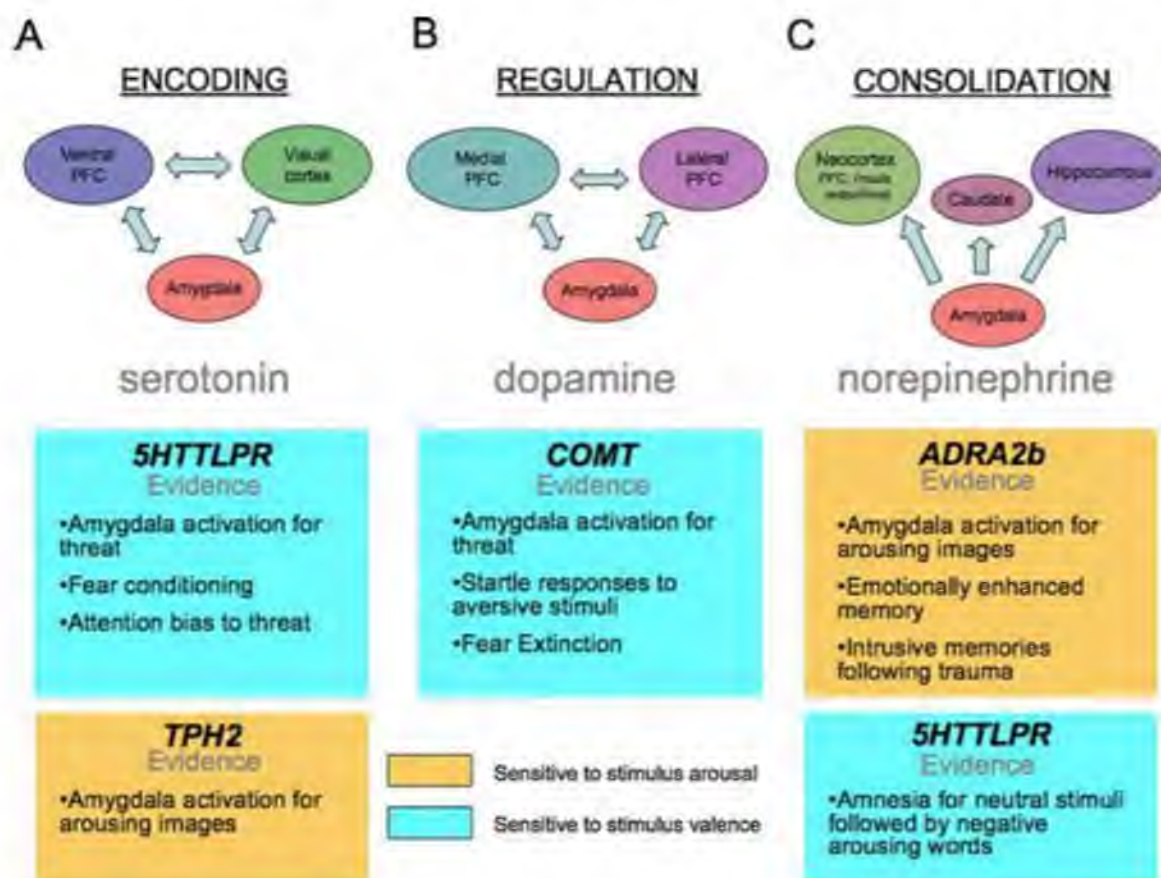 A
ENCODING
Ventral
PFC
Visual
cortex
Amygdala
serotonin
5HTTLPR
Evidence
•Amygdala activation for
threat
•Fear conditioning
•Attention bias to threat
TPH2
Evidence
•Amygdala activation for
arousing images
B
REGULATION
Medial
PFC
Lateral
PFC
Amygdala
dopamine
COMT
Evidence
•Amygdala activation for
threat
•Startle responses to
aversive stimuli
•Fear Extinction
Sensitive to stimulus arousal
Sensitive to stimulus valence
C
CONSOLIDATION
Neocortex
PFC
Caudate
Hippocampus
Amygdala
norepinephrine
ADRA2b
Evidence
•Amygdala activation for
arousing images
•Emotionally enhanced
memory
•Intrusive memories
following trauma
5HTTLPR
Evidence
•Amnesia for neutral stimuli
followed by negative
arousing words